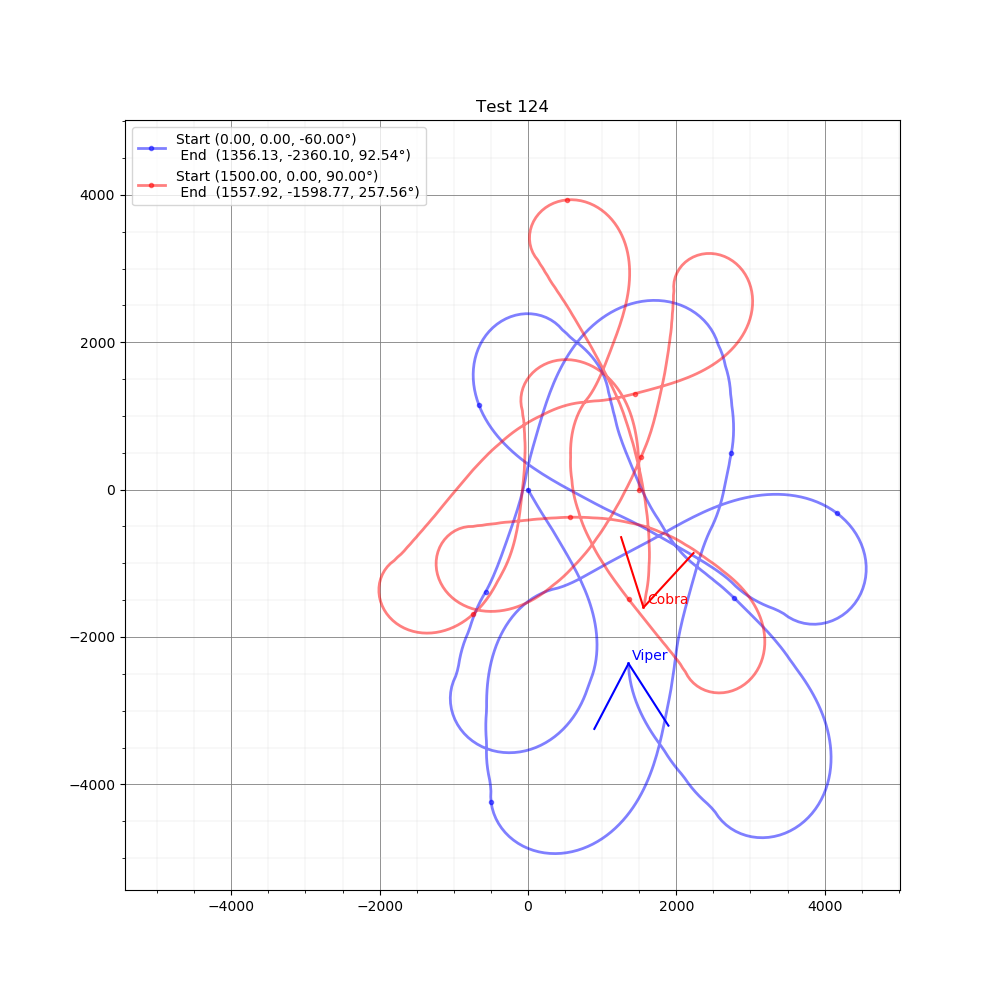 Test 124
Start (0.00, 0.00, -60.00°)
End (1356.13, -2360.10, 92.54°)
Start (1500.00, 0.00, 90.00°)
End (1557.92, -1598.77, 257.56°)
4000
2000
0
−2000
−4000
Cobra
Viper
−4000
−2000
0
2000
4000